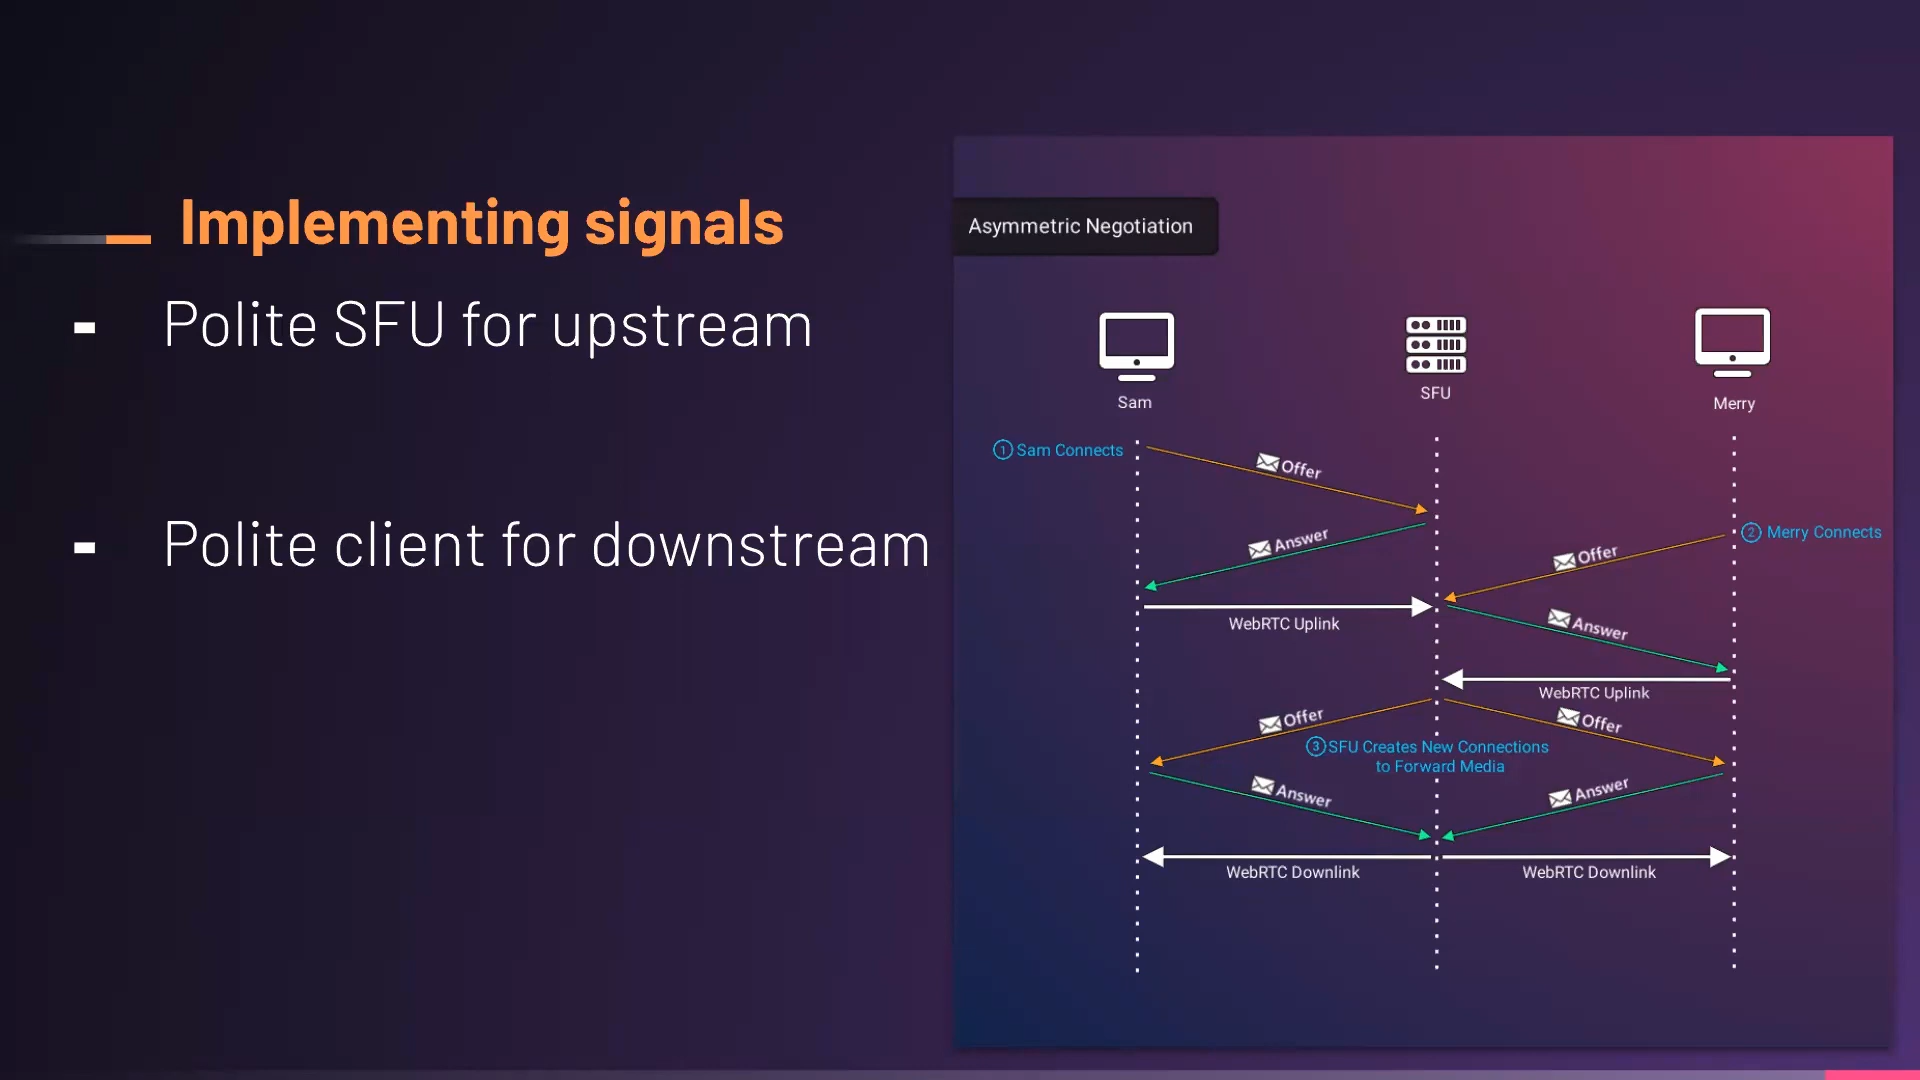 Implementing signals
- Polite SFU for upstream
- Polite client for downstream
Asymmetric Negotiation
Sam
SFU
Merry
1 Sam Connects
Offer
Answer
2 Merry Connects
Offer
WebRTC Uplink
Answer
WebRTC Uplink
Offer
Offer
3 SFU Creates New Connections
to Forward Media
Answer
Answer
WebRTC Downlink
WebRTC Downlink